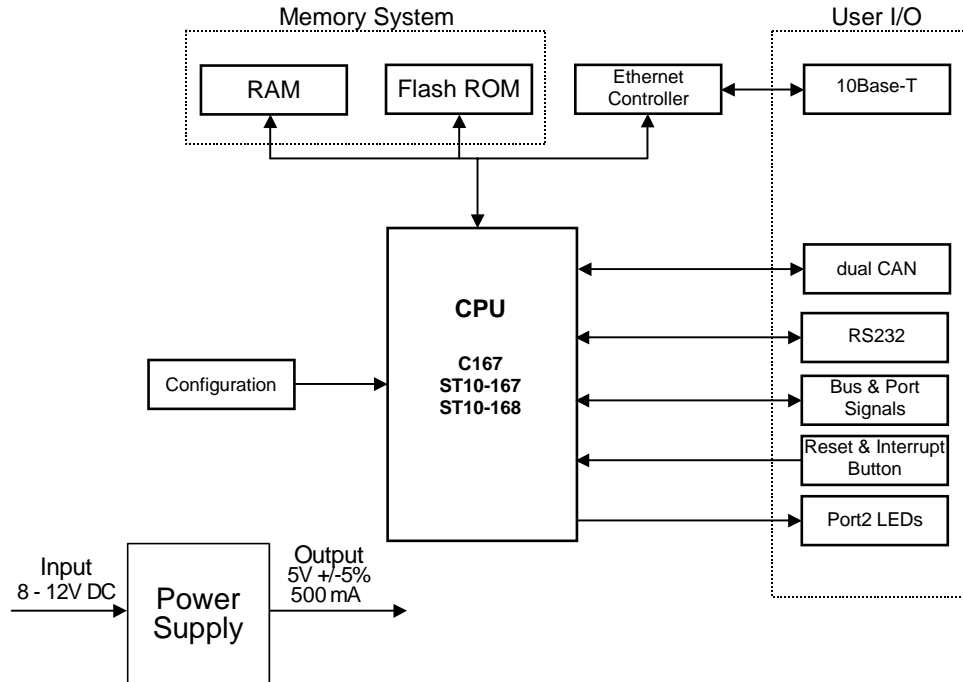 Memory System
User I/O
RAM
Flash ROM
Ethernet
Controller
10Base-T
dual CAN
CPU
C167
ST10-167
ST10-168
RS232
Configuration
Bus & Port
Signals
Reset & Interrupt
Button
Port2 LEDs
Input
8 - 12V DC
Power
Supply
Output
5V +/-5%
500 mA